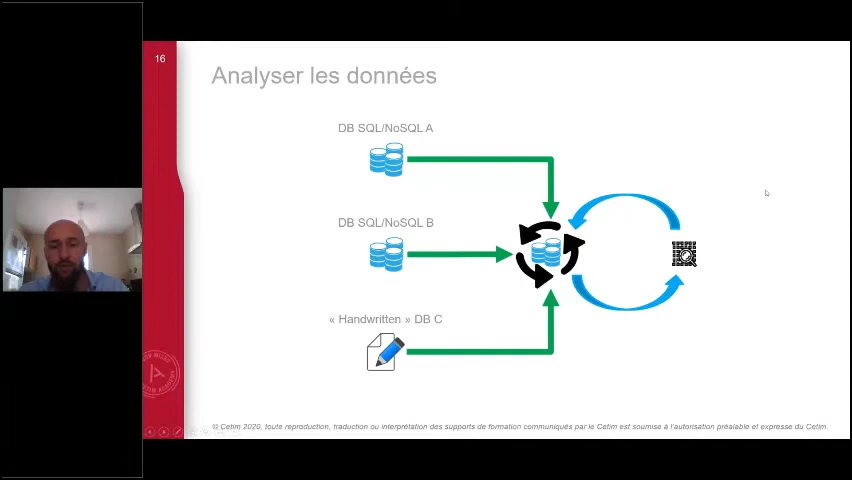 16
Analyser les données
DB SQL/NoSQL A
DB SQL/NoSQL B
« Handwritten » DB C
© Cetim 2020, toute reproduction, traduction ou interprétation des supports de formation communiqués par le Cetim est soumise à l'autorisation préalable et expresse du Cetim.